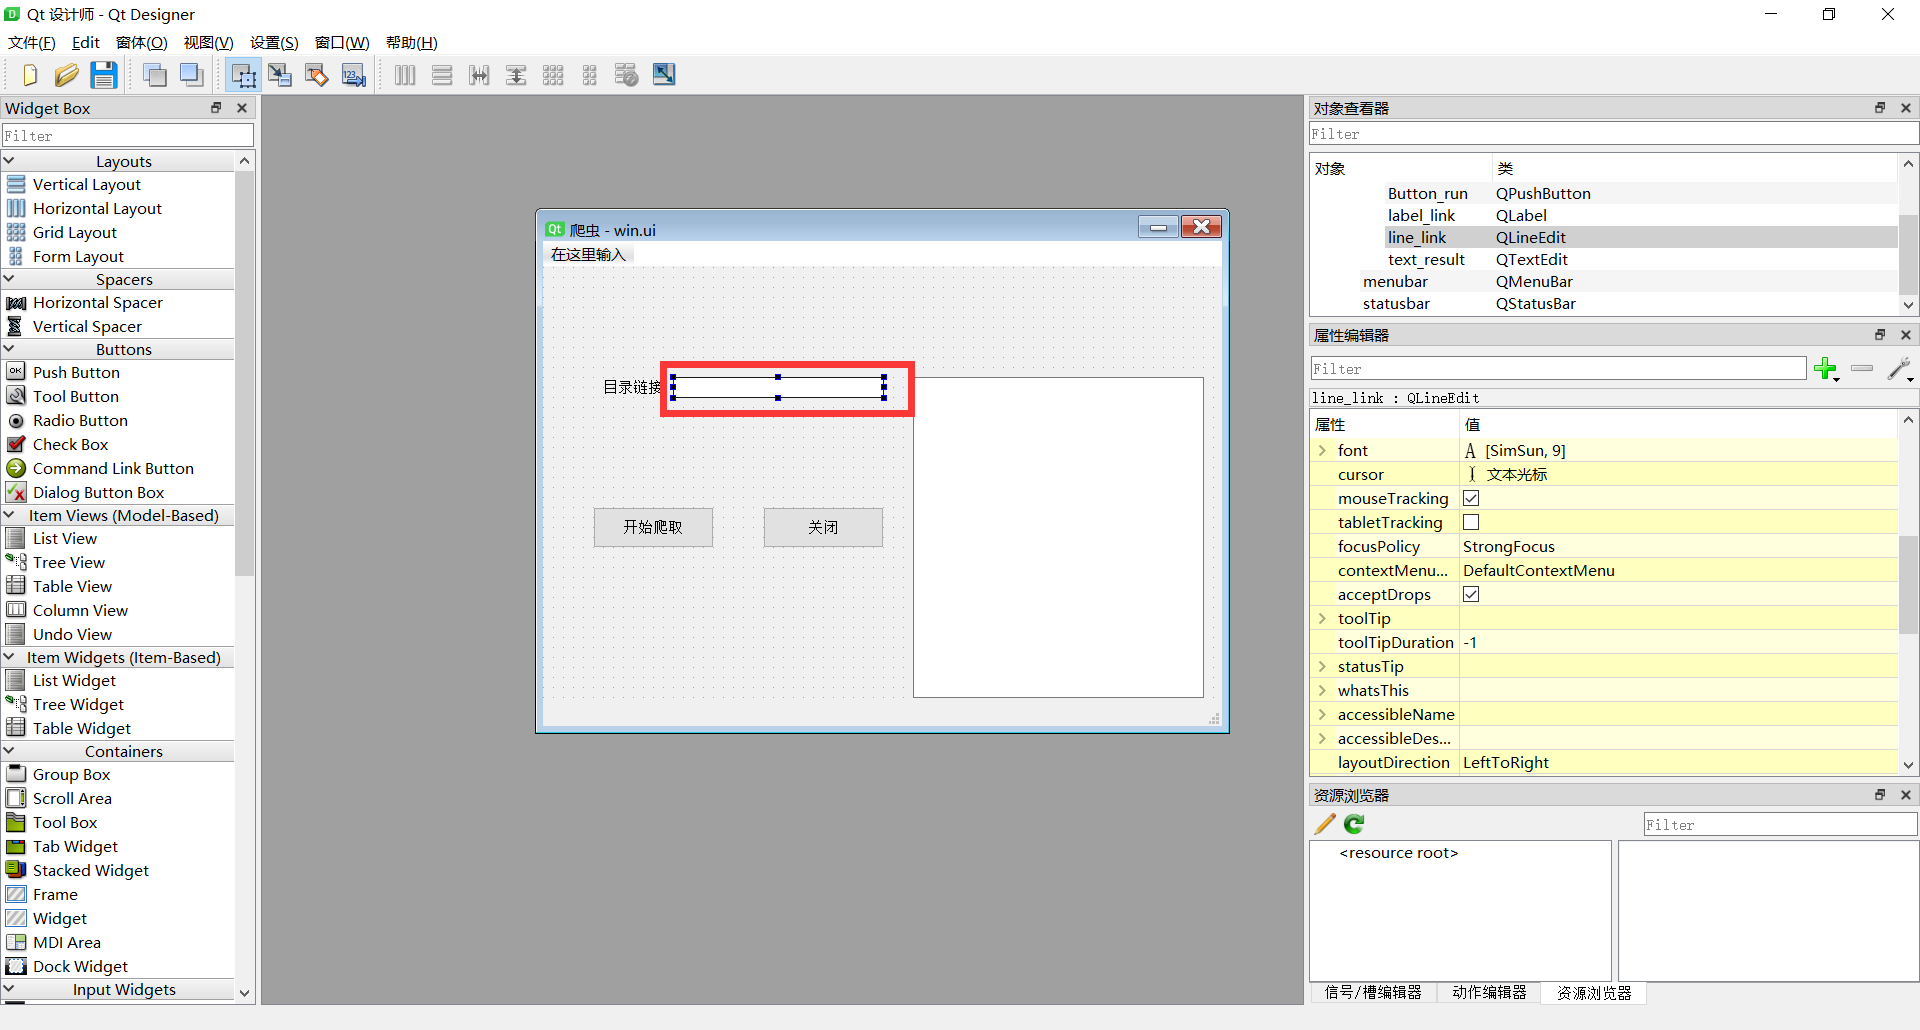 Qt 设计师 - Qt Designer
文件(F) Edit 窗体(O) 视图(V) 设置(S) 窗口(W) 帮助(H)
Widget Box
Filter
Layouts
Vertical Layout
Horizontal Layout
Grid Layout
Form Layout
Spacers
Horizontal Spacer
Vertical Spacer
Buttons
OK Push Button
Tool Button
Radio Button
Check Box
Command Link Button
Dialog Button Box
Item Views (Model-Based)
List View
Tree View
Table View
Column View
Undo View
Item Widgets (Item-Based)
List Widget
Tree Widget
Table Widget
Containers
Group Box
Scroll Area
Tool Box
Tab Widget
Stacked Widget
Frame
Widget
MDI Area
Dock Widget
Input Widgets
Qt 爬虫 - win.ui
在这里输入
目录链接
开始爬取 关闭
对象查看器
Filter
对象 类
Button_run QPushButton
label_link QLabel
line_link QLineEdit
text_result QTextEdit
menubar QMenuBar
statusbar QStatusBar
属性编辑器
Filter
line_link : QLineEdit
属性 值
font A [SimSun, 9]
cursor 文本光标
mouseTracking
tabletTracking
focusPolicy StrongFocus
contextMenu... DefaultContextMenu
acceptDrops
toolTip
toolTipDuration -1
statusTip
whatsThis
accessibleName
accessibleDes...
layoutDirection LeftToRight
资源浏览器
Filter
<resource root>
信号/槽编辑器 动作编辑器 资源浏览器